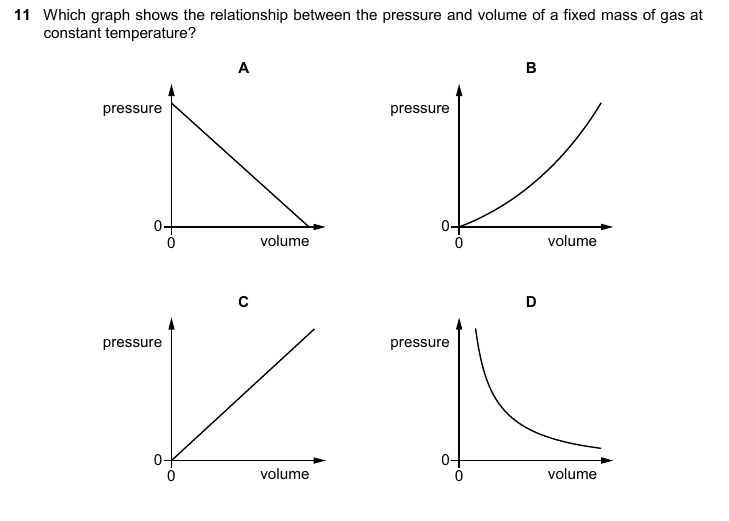 11 Which graph shows the relationship between the pressure and volume of a fixed mass of gas at
constant temperature?
A
pressure
0
0
volume
B
pressure
0
0
volume
C
pressure
0
0
volume
D
pressure
0
0
volume